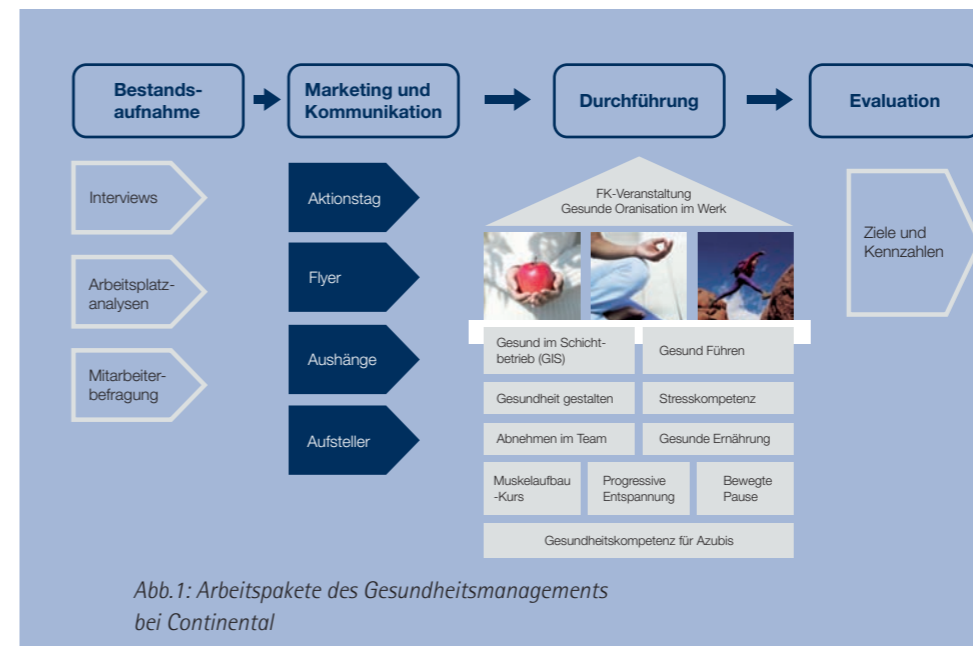 Bestands-
aufnahme
Marketing und
Kommunikation
Durchführung
Evaluation
Interviews
Arbeitsplatz-
analysen
Mitarbeiter-
befragung
Aktionstag
Flyer
Aushänge
Aufsteller
FK-Veranstaltung
Gesunde Oranisation im Werk
Gesund im Schicht-
betrieb (GIS)
Gesund Führen
Gesundheit gestalten
Stresskompetenz
Abnehmen im Team
Gesunde Ernährung
Muskelaufbau
-Kurs
Progressive
Entspannung
Bewegte
Pause
Gesundheitskompetenz für Azubis
Ziele und
Kennzahlen
Abb.1: Arbeitspakete des Gesundheitsmanagements
bei Continental